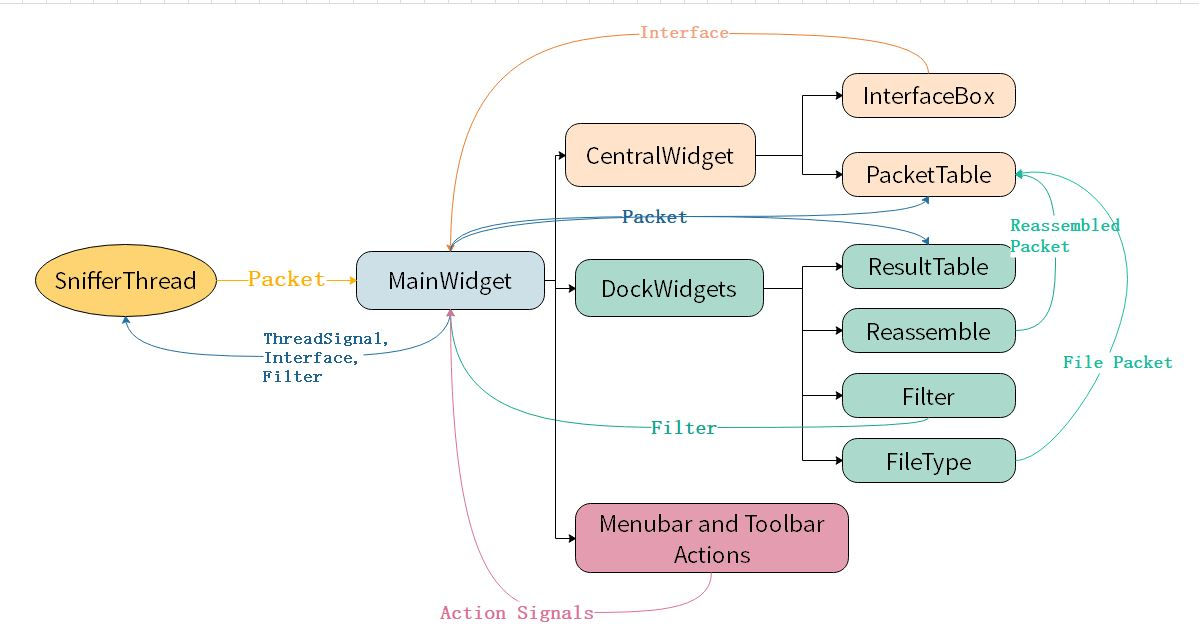 Interface
InterfaceBox
CentralWidget
PacketTable
Packet
Reassembled
Packet
SnifferThread
Packet
MainWidget
DockWidgets
ResultTable
Reassemble
ThreadSignal,
Interface,
Filter
File Packet
Filter
Filter
FileType
Menubar and Toolbar
Actions
Action Signals